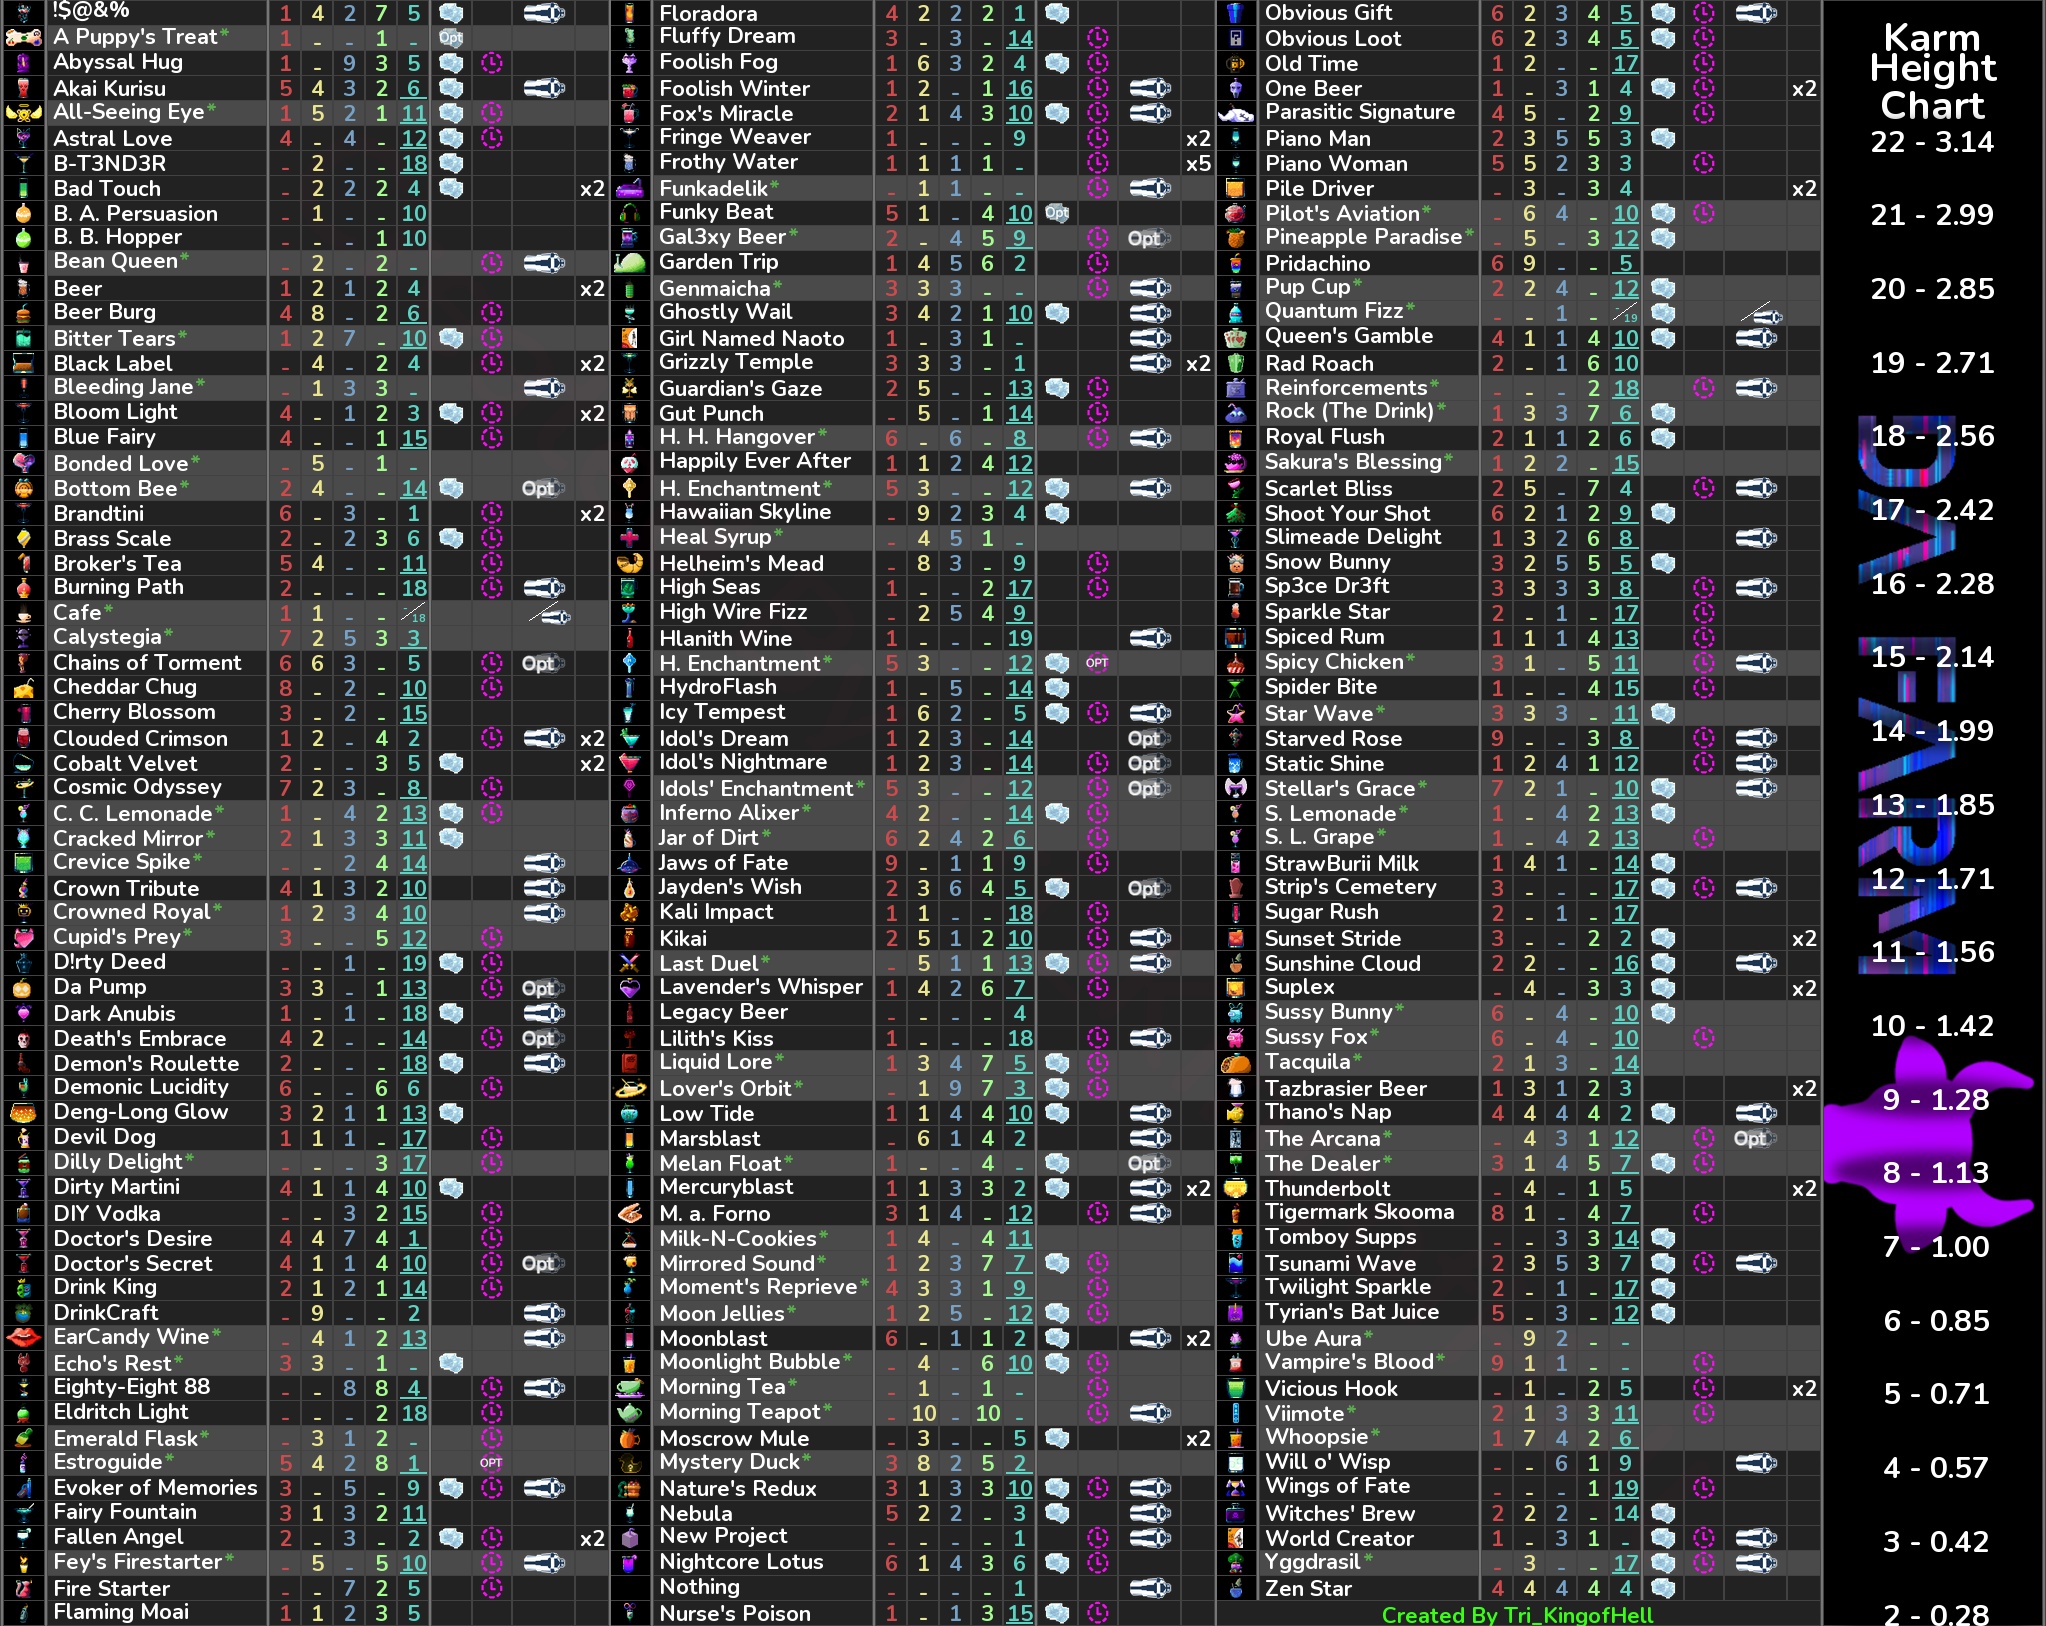 !$@&% 1 4 2 7 5
A Puppy's Treat* 1 - - 1 - Opt
Abyssal Hug 1 - 9 3 5
Akai Kurisu 5 4 3 2 6
All-Seeing Eye* 1 5 2 1 11
Astral Love 4 - 4 - 12
B-T3ND3R - 2 - - 18
Bad Touch - 2 2 2 4 x2
B. A. Persuasion - 1 - - 10
B. B. Hopper - - - 1 10
Bean Queen* - 2 - 2 -
Beer 1 2 1 2 4 x2
Beer Burg 4 8 - 2 6
Bitter Tears* 1 2 7 - 10
Black Label - 4 - 2 4 x2
Bleeding Jane* - 1 3 3 -
Bloom Light 4 - 1 2 3 x2
Blue Fairy 4 - - 1 15
Bonded Love* - 5 - 1 -
Bottom Bee* 2 4 - - 14 Opt
Brandtini 6 - 3 - 1 x2
Brass Scale 2 - 2 3 6
Broker's Tea 5 4 - - 11
Burning Path 2 - - - 18
Cafe* 1 1 - - -/18
Calystegia* 7 2 5 3 3
Chains of Torment 6 6 3 - 5 Opt
Cheddar Chug 8 - 2 - 10
Cherry Blossom 3 - 2 - 15
Clouded Crimson 1 2 - 4 2 x2
Cobalt Velvet 2 - - 3 5 x2
Cosmic Odyssey 7 2 3 - 8
C. C. Lemonade* 1 - 4 2 13
Cracked Mirror* 2 1 3 3 11
Crevice Spike* - - 2 4 14
Crown Tribute 4 1 3 2 10
Crowned Royal* 1 2 3 4 10
Cupid's Prey* 3 - - 5 12
D!rty Deed - - 1 - 19
Da Pump 3 3 - 1 13 Opt
Dark Anubis 1 - 1 - 18
Death's Embrace 4 2 - - 14 Opt
Demon's Roulette 2 - - - 18
Demonic Lucidity 6 - - 6 6
Deng-Long Glow 3 2 1 1 13
Devil Dog 1 1 1 - 17
Dilly Delight* - - - 3 17
Dirty Martini 4 1 1 4 10
DIY Vodka - - 3 2 15
Doctor's Desire 4 4 7 4 1
Doctor's Secret 4 1 1 4 10 Opt
Drink King 2 1 2 1 14
DrinkCraft - 9 - - 2
EarCandy Wine* - 4 1 2 13
Echo's Rest* 3 3 - 1 -
Eighty-Eight 88 - - 8 8 4
Eldritch Light - - - 2 18
Emerald Flask* - 3 1 2 -
Estroguide* 5 4 2 8 1 OPT
Evoker of Memories 3 - 5 - 9
Fairy Fountain 3 1 3 2 11
Fallen Angel 2 - 3 - 2 x2
Fey's Firestarter* - 5 - 5 10
Fire Starter - - 7 2 5
Flaming Moai 1 1 2 3 5
Floradora 4 2 2 2 1
Fluffy Dream 3 - 3 - 14
Foolish Fog 1 6 3 2 4
Foolish Winter 1 2 - 1 16
Fox's Miracle 2 1 4 3 10
Fringe Weaver 1 - - - 9 x2
Frothy Water 1 1 1 1 - x5
Funkadelik* - 1 1 - -
Funky Beat 5 1 - 4 10 Opt
Gal3xy Beer* 2 - 4 5 9 Opt
Garden Trip 1 4 5 6 2
Genmaicha* 3 3 3 - -
Ghostly Wail 3 4 2 1 10
Girl Named Naoto 1 - 3 1 -
Grizzly Temple 3 3 3 - 1 x2
Guardian's Gaze 2 5 - - 13
Gut Punch - 5 - 1 14
H. H. Hangover* 6 - 6 - 8
Happily Ever After 1 1 2 4 12
H. Enchantment* 5 3 - - 12
Hawaiian Skyline - 9 2 3 4
Heal Syrup* - 4 5 1 -
Helheim's Mead - 8 3 - 9
High Seas 1 - - 2 17
High Wire Fizz - 2 5 4 9
Hlanith Wine 1 - - - 19
H. Enchantment* 5 3 - - 12 OPT
HydroFlash 1 - 5 - 14
Icy Tempest 1 6 2 - 5
Idol's Dream 1 2 3 - 14 Opt
Idol's Nightmare 1 2 3 - 14 Opt
Idols' Enchantment* 5 3 - - 12 Opt
Inferno Alixer* 4 2 - - 14
Jar of Dirt* 6 2 4 2 6
Jaws of Fate 9 - 1 1 9
Jayden's Wish 2 3 6 4 5 Opt
Kali Impact 1 1 - - 18
Kikai 2 5 1 2 10
Last Duel* - 5 1 1 13
Lavender's Whisper 1 4 2 6 7
Legacy Beer - - - - 4
Lilith's Kiss 1 - - - 18
Liquid Lore* 1 3 4 7 5
Lover's Orbit* - 1 9 7 3
Low Tide 1 1 4 4 10
Marsblast - 6 1 4 2
Melan Float* 1 - - 4 - Opt
Mercuryblast 1 1 3 3 2 x2
M. a. Forno 3 1 4 - 12
Milk-N-Cookies* 1 4 - 4 11
Mirrored Sound* 1 2 3 7 7
Moment's Reprieve* 4 3 3 1 9
Moon Jellies* 1 2 5 - 12
Moonblast 6 - 1 1 2 x2
Moonlight Bubble* - 4 - 6 10
Morning Tea* - 1 - 1 -
Morning Teapot* - 10 - 10 -
Moscrow Mule - 3 - - 5 x2
Mystery Duck* 3 8 2 5 2
Nature's Redux 3 1 3 3 10
Nebula 5 2 2 - 3
New Project - - - - 1
Nightcore Lotus 6 1 4 3 6
Nothing - - - - 1
Nurse's Poison 1 - 1 3 15
Obvious Gift 6 2 3 4 5
Obvious Loot 6 2 3 4 5
Old Time 1 2 - - 17
One Beer 1 - 3 1 4 x2
Parasitic Signature 4 5 - 2 9
Piano Man 2 3 5 5 3
Piano Woman 5 5 2 3 3
Pile Driver - 3 - 3 4 x2
Pilot's Aviation* - 6 4 - 10
Pineapple Paradise* - 5 - 3 12
Pridachino 6 9 - - 5
Pup Cup* 2 2 4 - 12
Quantum Fizz* - - 1 - -/19
Queen's Gamble 4 1 1 4 10
Rad Roach 2 - 1 6 10
Reinforcements* - - - 2 18
Rock (The Drink)* 1 3 3 7 6
Royal Flush 2 1 1 2 6
Sakura's Blessing* 1 2 2 - 15
Scarlet Bliss 2 5 - 7 4
Shoot Your Shot 6 2 1 2 9
Slimeade Delight 1 3 2 6 8
Snow Bunny 3 2 5 5 5
Sp3ce Dr3ft 3 3 3 3 8
Sparkle Star 2 - 1 - 17
Spiced Rum 1 1 1 4 13
Spicy Chicken* 3 1 - 5 11
Spider Bite 1 - - 4 15
Star Wave* 3 3 3 - 11
Starved Rose 9 - - 3 8
Static Shine 1 2 4 1 12
Stellar's Grace* 7 2 1 - 10
S. Lemonade* 1 - 4 2 13
S. L. Grape* 1 - 4 2 13
StrawBurii Milk 1 4 1 - 14
Strip's Cemetery 3 - - - 17
Sugar Rush 2 - 1 - 17
Sunset Stride 3 - - 2 2 x2
Sunshine Cloud 2 2 - - 16
Suplex - 4 - 3 3 x2
Sussy Bunny* 6 - 4 - 10
Sussy Fox* 6 - 4 - 10
Tacquila* 2 1 3 - 14
Tazbrasier Beer 1 3 1 2 3 x2
Thano's Nap 4 4 4 4 2
The Arcana* - 4 3 1 12 Opt
The Dealer* 3 1 4 5 7
Thunderbolt - 4 - 1 5 x2
Tigermark Skooma 8 1 - 4 7
Tomboy Supps - - 3 3 14
Tsunami Wave 2 3 5 3 7
Twilight Sparkle 2 - 1 - 17
Tyrian's Bat Juice 5 - 3 - 12
Ube Aura* - 9 2 - -
Vampire's Blood* 9 1 1 - -
Vicious Hook - 1 - 2 5 x2
Viimote* 2 1 3 3 11
Whoopsie* 1 7 4 2 6
Will o' Wisp - - 6 1 9
Wings of Fate - - - 1 19
Witches' Brew 2 2 2 - 14
World Creator 1 - 3 1 -
Yggdrasil* - 3 - - 17
Zen Star 4 4 4 4 4
Created By Tri_KingofHell
Karm
Height
Chart
22 - 3.14
21 - 2.99
20 - 2.85
19 - 2.71
18 - 2.56
17 - 2.42
16 - 2.28
15 - 2.14
14 - 1.99
13 - 1.85
12 - 1.71
11 - 1.56
10 - 1.42
9 - 1.28
8 - 1.13
7 - 1.00
6 - 0.85
5 - 0.71
4 - 0.57
3 - 0.42
2 - 0.28